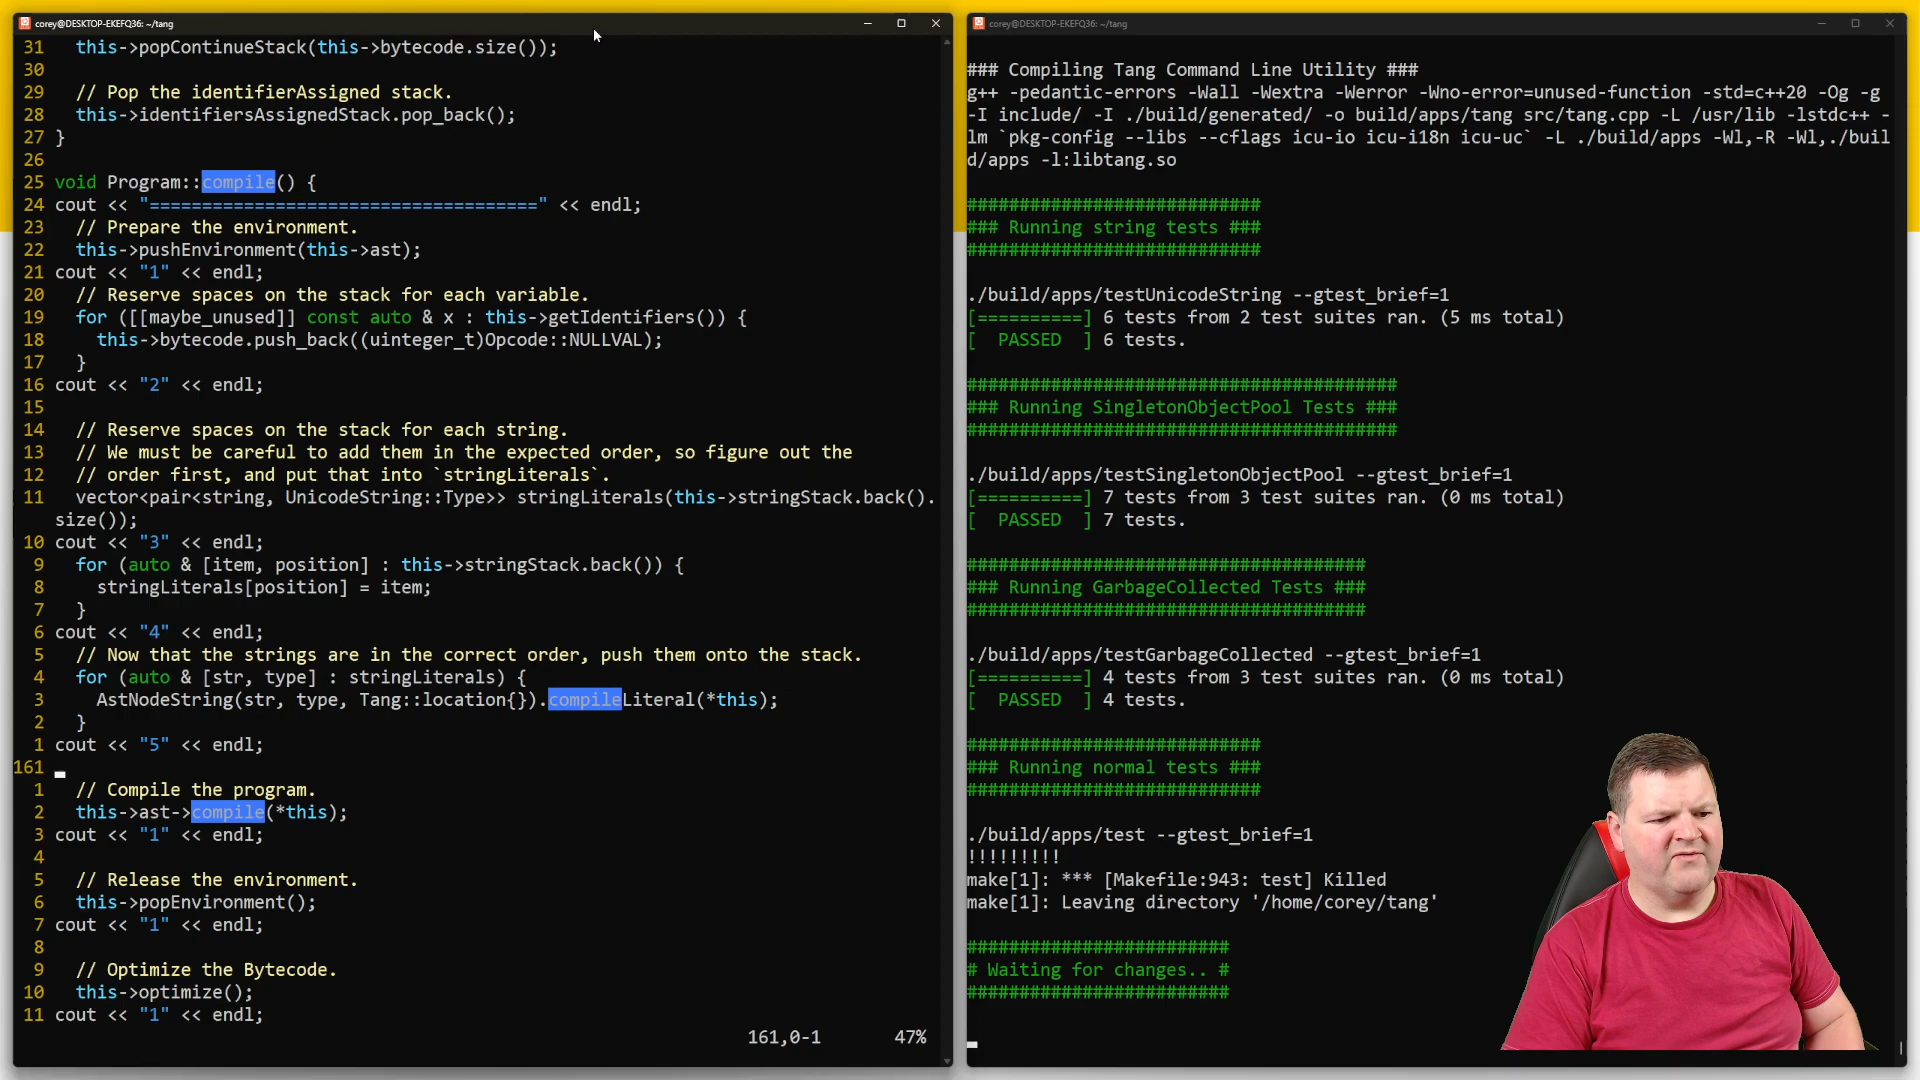 corey@DESKTOP-EKEFQ36: ~/tang
31   this->popContinueStack(this->bytecode.size());
30
29   // Pop the identifierAssigned stack.
28   this->identifiersAssignedStack.pop_back();
27 }
26
25 void Program::compile() {
24 cout << "=====================================" << endl;
23   // Prepare the environment.
22   this->pushEnvironment(this->ast);
21 cout << "1" << endl;
20   // Reserve spaces on the stack for each variable.
19   for ([[maybe_unused]] const auto & x : this->getIdentifiers()) {
18     this->bytecode.push_back((uinteger_t)Opcode::NULLVAL);
17   }
16 cout << "2" << endl;
15
14   // Reserve spaces on the stack for each string.
13   // We must be careful to add them in the expected order, so figure out the
12   // order first, and put that into `stringLiterals`.
11   vector<pair<string, UnicodeString::Type>> stringLiterals(this->stringStack.back().
size());
10 cout << "3" << endl;
9   for (auto & [item, position] : this->stringStack.back()) {
8     stringLiterals[position] = item;
7   }
6 cout << "4" << endl;
5   // Now that the strings are in the correct order, push them onto the stack.
4   for (auto & [str, type] : stringLiterals) {
3     AstNodeString(str, type, Tang::location{}).compileLiteral(*this);
2   }
1 cout << "5" << endl;
161
1   // Compile the program.
2   this->ast->compile(*this);
3 cout << "1" << endl;
4
5   // Release the environment.
6   this->popEnvironment();
7 cout << "1" << endl;
8
9   // Optimize the Bytecode.
10   this->optimize();
11 cout << "1" << endl;
161,0-1 47%
corey@DESKTOP-EKEFQ36: ~/tang
### Compiling Tang Command Line Utility ###
g++ -pedantic-errors -Wall -Wextra -Werror -Wno-error=unused-function -std=c++20 -Og -g
-I include/ -I ./build/generated/ -o build/apps/tang src/tang.cpp -L /usr/lib -lstdc++ -
lm `pkg-config --libs --cflags icu-io icu-i18n icu-uc` -L ./build/apps -Wl,-R -Wl,./buil
d/apps -l:libtang.so
############################
### Running string tests ###
############################
./build/apps/testUnicodeString --gtest_brief=1
[==========] 6 tests from 2 test suites ran. (5 ms total)
[  PASSED  ] 6 tests.
#########################################
### Running SingletonObjectPool Tests ###
#########################################
./build/apps/testSingletonObjectPool --gtest_brief=1
[==========] 7 tests from 3 test suites ran. (0 ms total)
[  PASSED  ] 7 tests.
######################################
### Running GarbageCollected Tests ###
######################################
./build/apps/testGarbageCollected --gtest_brief=1
[==========] 4 tests from 3 test suites ran. (0 ms total)
[  PASSED  ] 4 tests.
############################
### Running normal tests ###
############################
./build/apps/test --gtest_brief=1
!!!!!!!!!
make[1]: *** [Makefile:943: test] Killed
make[1]: Leaving directory '/home/corey/tang'
#########################
# Waiting for changes.. #
#########################